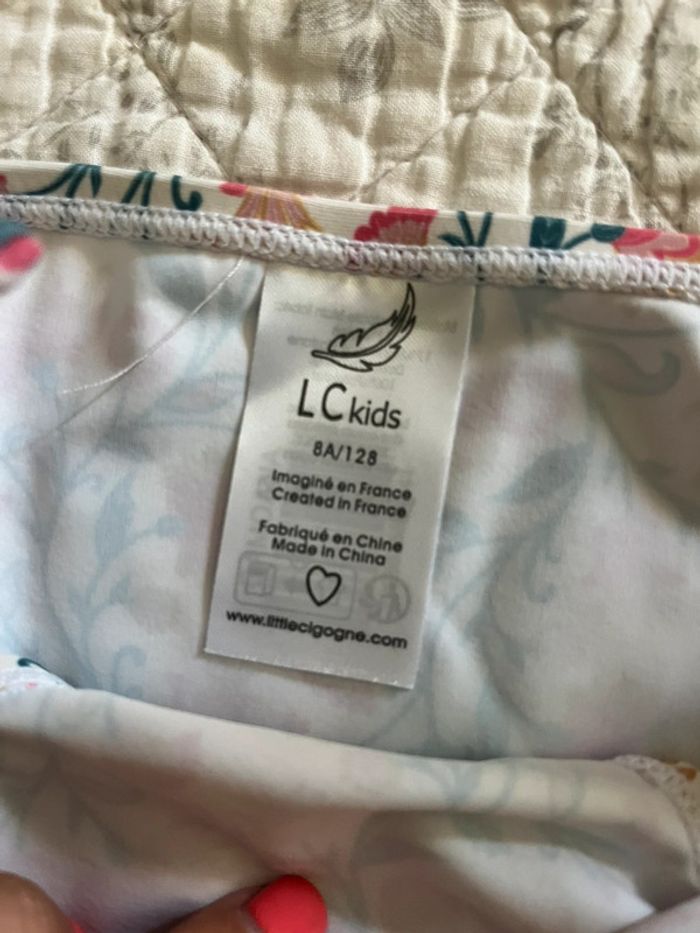 LC kids
8A/128
Imaginé en France
Created in France
Fabriqué en Chine
Made in China
www.littlecigogne.com